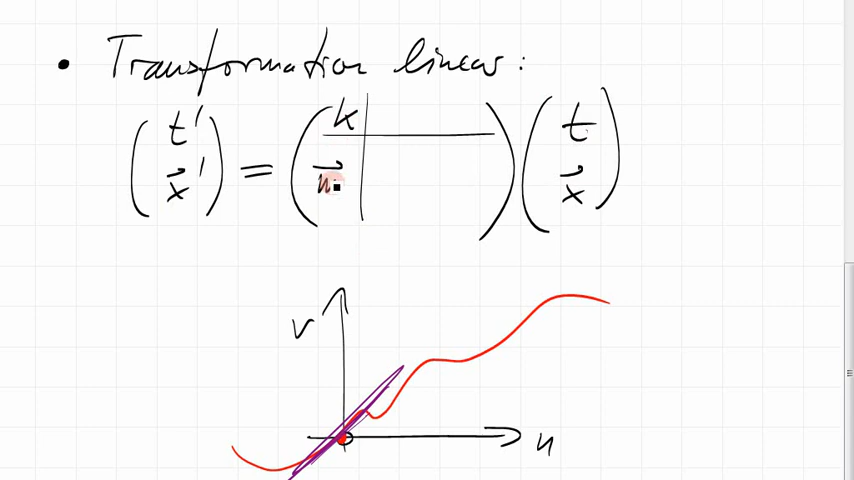 • Transformation linear:
(t' x⃗') = (k u⃗) (t x⃗)
v
u